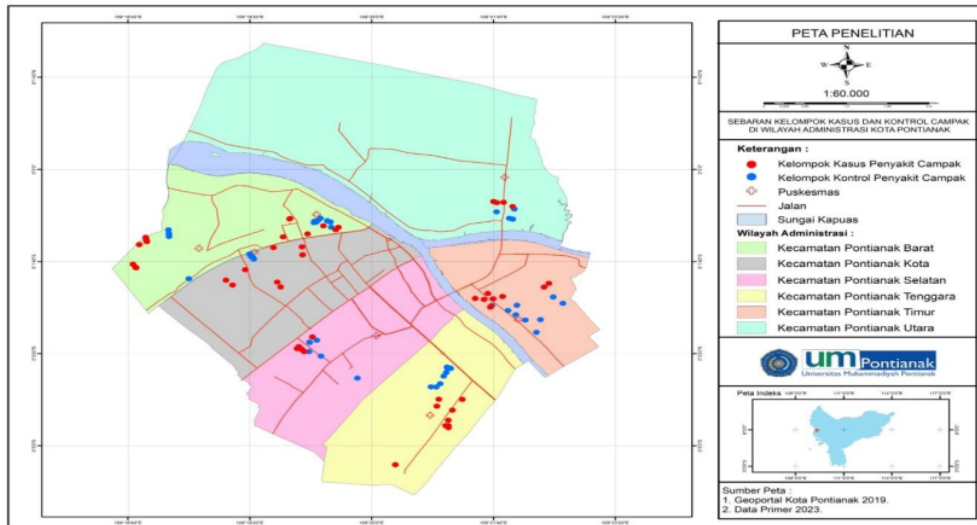 PETA PENELITIAN
N
W E
S
1:60.000
SEBARAN KELOMPOK KASUS DAN KONTROL CAMPAK
DI WILAYAH ADMINISTRASI KOTA PONTIANAK
Keterangan :
Kelompok Kasus Penyakit Campak
Kelompok Kontrol Penyakit Campak
Puskesmas
Jalan
Sungai Kapuas
Wilayah Administrasi :
Kecamatan Pontianak Barat
Kecamatan Pontianak Kota
Kecamatan Pontianak Selatan
Kecamatan Pontianak Tenggara
Kecamatan Pontianak Timur
Kecamatan Pontianak Utara
um Pontianak
Universitas Muhammadiyah Pontianak
Peta Indeks
Sumber Peta :
1. Geoportal Kota Pontianak 2019.
2. Data Primer 2023.